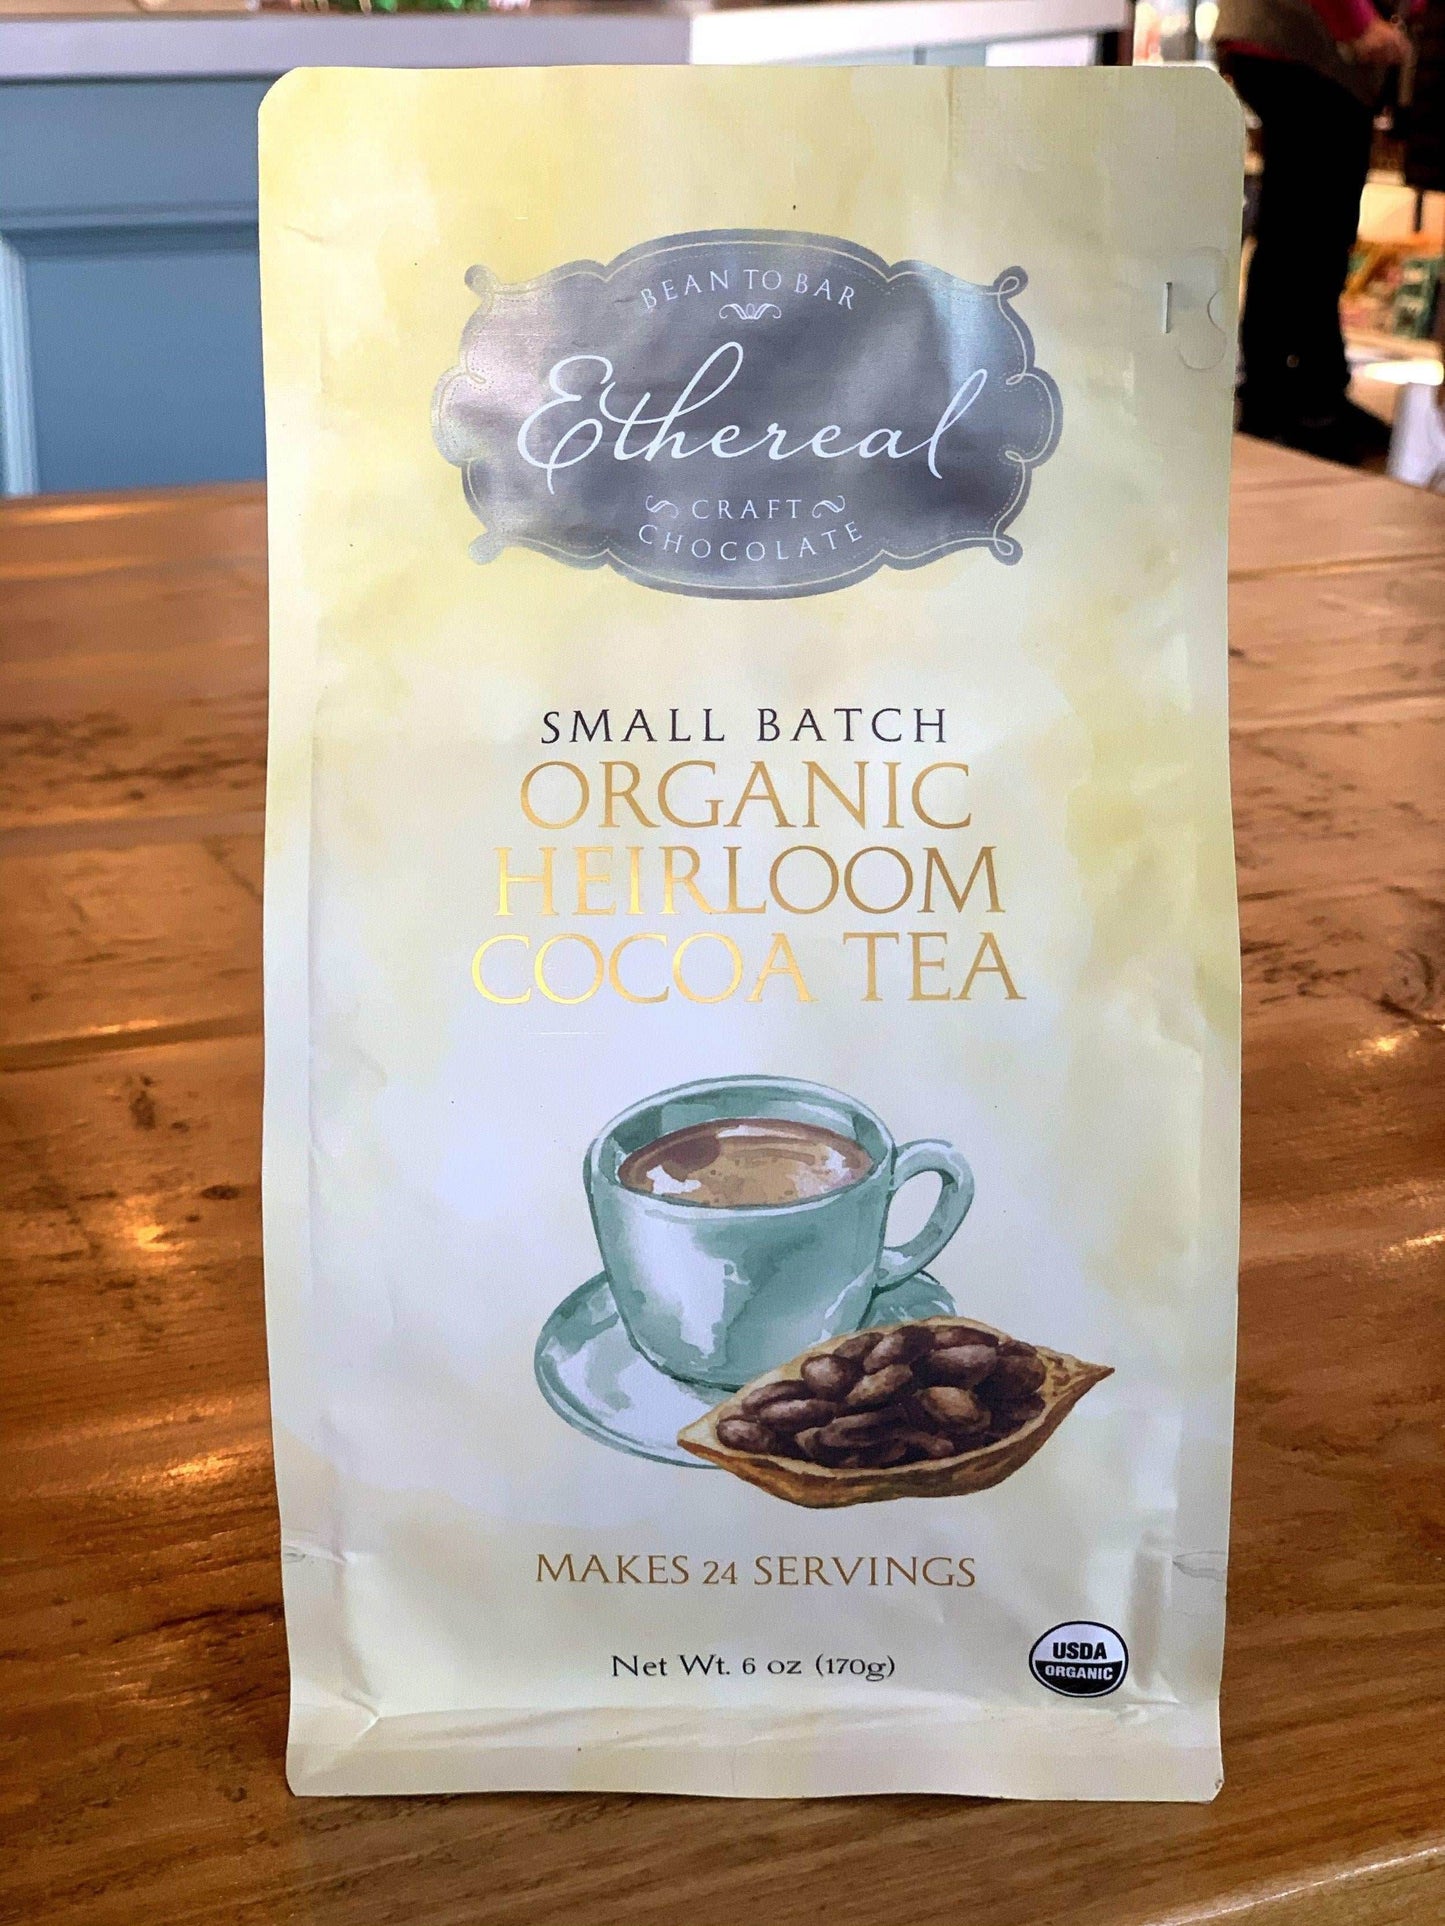 BEAN TO BAR
Ethereal
CRAFT
CHOCOLATE
SMALL BATCH
ORGANIC
HEIRLOOM
COCOA TEA
MAKES 24 SERVINGS
Net Wt. 6 oz (170g)
USDA
ORGANIC